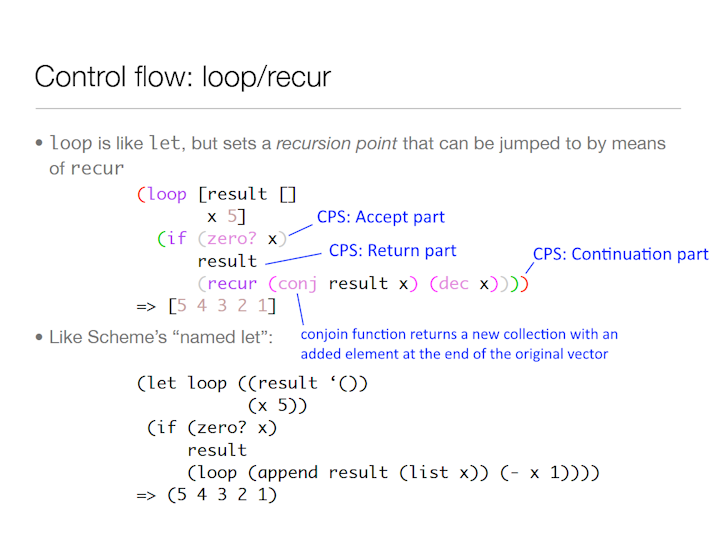 Control flow: loop/recur
• loop is like let, but sets a recursion point that can be jumped to by means
of recur
(loop [result []
x 5]
CPS: Accept part
(if (zero? x)
CPS: Return part
result
CPS: Continuation part
(recur (conj result x) (dec x))))
=> [5 4 3 2 1]
• Like Scheme’s “named let”:
conjoin function returns a new collection with an
added element at the end of the original vector
(let loop ((result ‘())
(x 5))
(if (zero? x)
result
(loop (append result (list x)) (- x 1))))
=> (5 4 3 2 1)